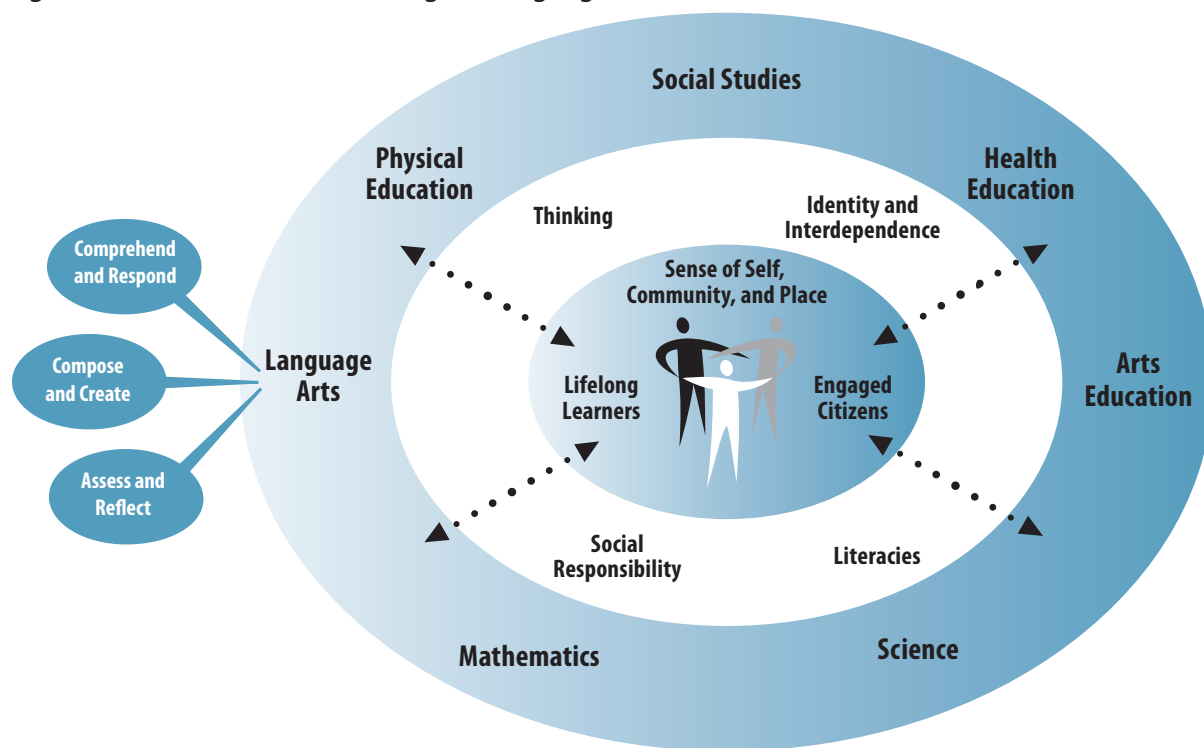 Social Studies
Physical
Education
Health
Education
Thinking
Identity and
Interdependence
Comprehend
and Respond
Sense of Self,
Community, and Place
Compose
and Create
Language
Arts
Lifelong
Learners
Engaged
Citizens
Arts
Education
Assess and
Reflect
Social
Responsibility
Literacies
Mathematics
Science